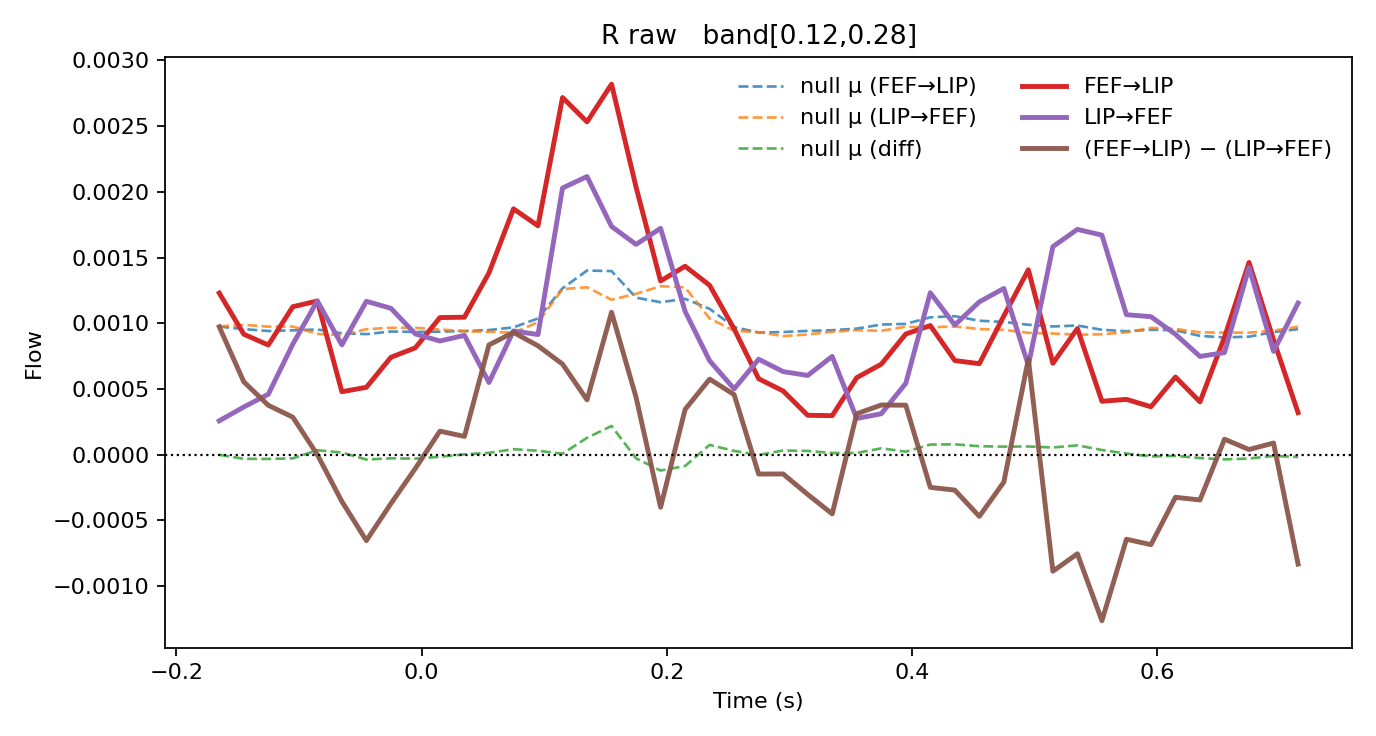 R raw   band[0.12,0.28]
null μ (FEF→LIP)
null μ (LIP→FEF)
null μ (diff)
FEF→LIP
LIP→FEF
(FEF→LIP) − (LIP→FEF)
Flow
0.0030
0.0025
0.0020
0.0015
0.0010
0.0005
0.0000
−0.0005
−0.0010
−0.2
0.0
0.2
0.4
0.6
Time (s)